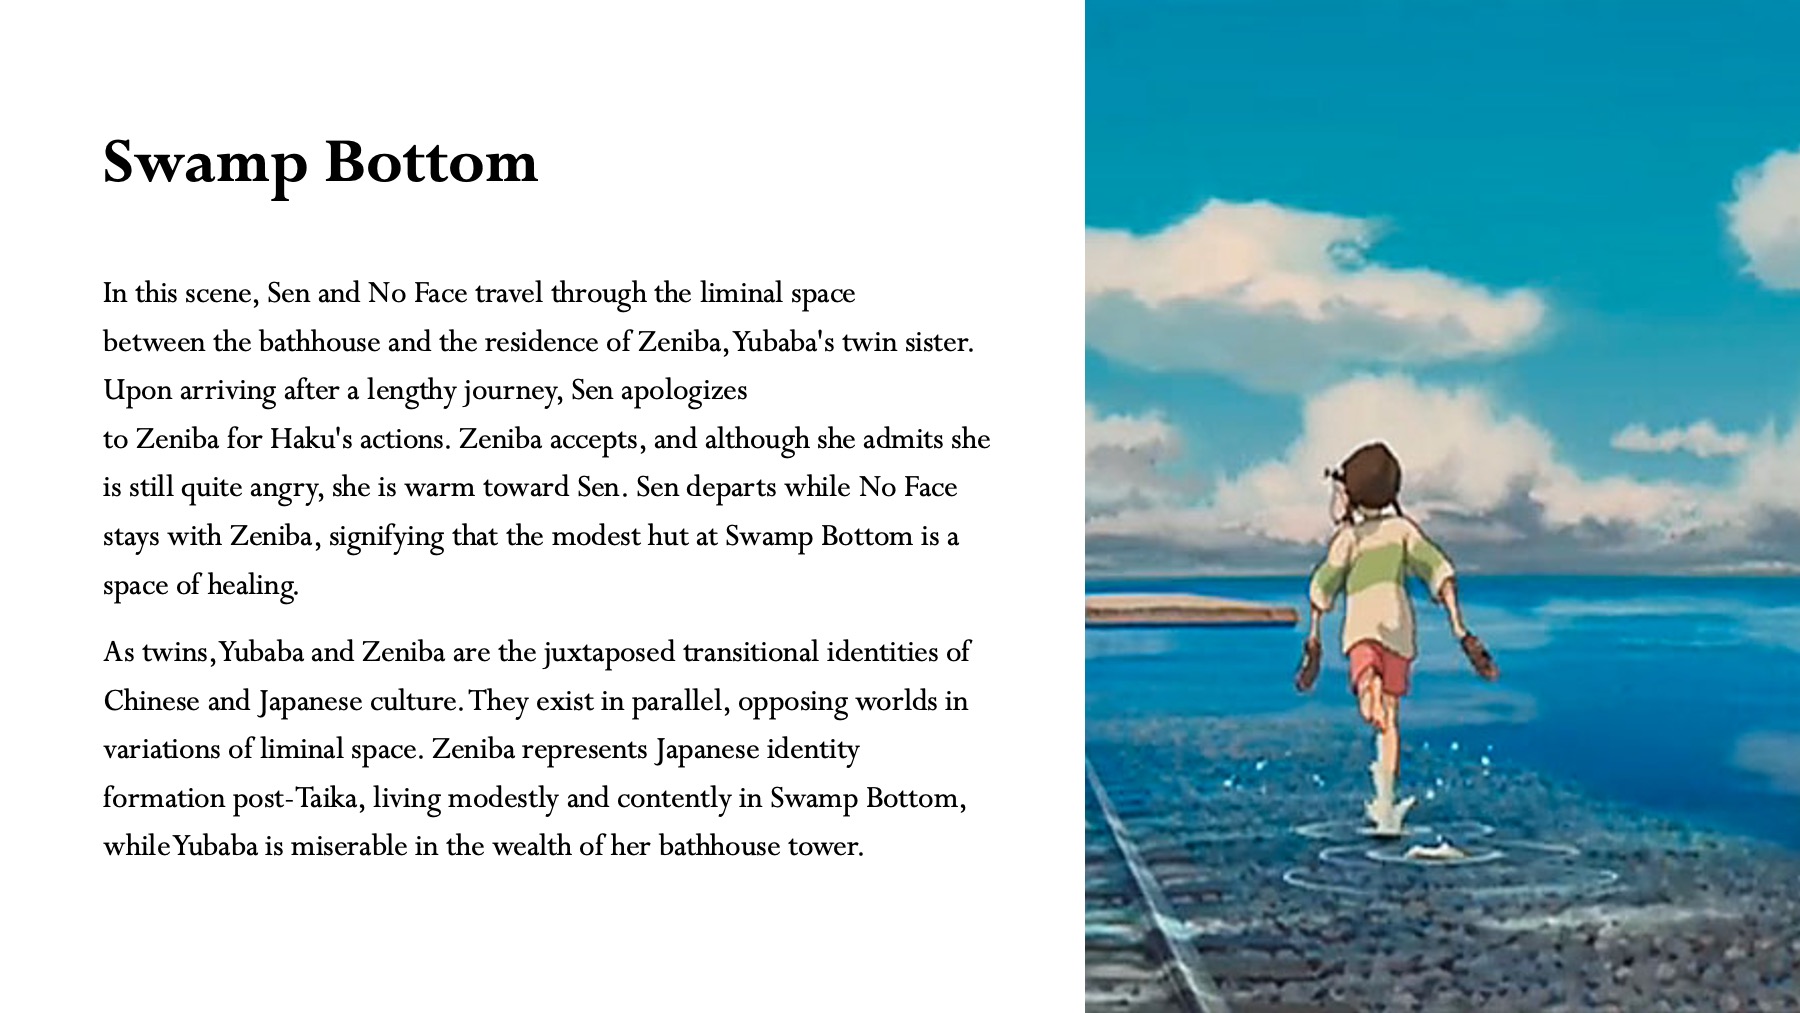 Swamp Bottom
In this scene, Sen and No Face travel through the liminal space
between the bathhouse and the residence of Zeniba, Yubaba's twin sister.
Upon arriving after a lengthy journey, Sen apologizes
to Zeniba for Haku's actions. Zeniba accepts, and although she admits she
is still quite angry, she is warm toward Sen. Sen departs while No Face
stays with Zeniba, signifying that the modest hut at Swamp Bottom is a
space of healing.
As twins, Yubaba and Zeniba are the juxtaposed transitional identities of
Chinese and Japanese culture. They exist in parallel, opposing worlds in
variations of liminal space. Zeniba represents Japanese identity
formation post-Taika, living modestly and contently in Swamp Bottom,
while Yubaba is miserable in the wealth of her bathhouse tower.